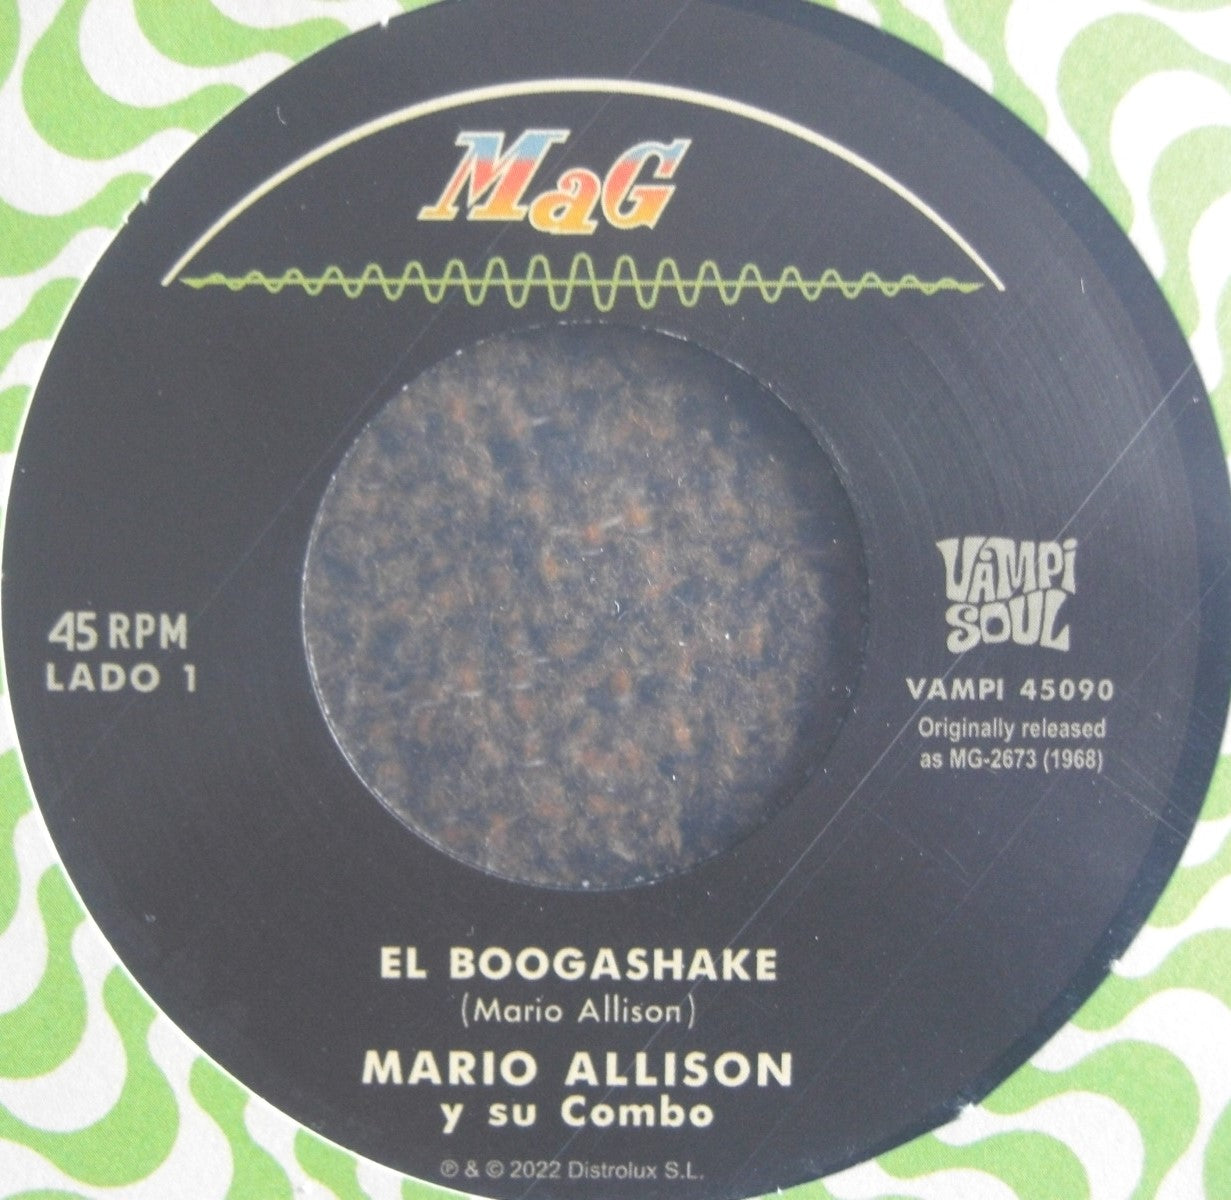 MaG
45 RPM
LADO 1
VAMPi
SOUL
VAMPI 45090
Originally released
as MG-2673 (1968)
EL BOOGASHAKE
(Mario Allison)
MARIO ALLISON
y su Combo
℗ & © 2022 Distrolux S.L.